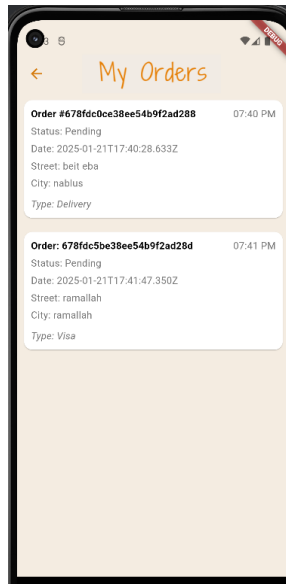 3
DEBUG
My Orders
Order #678fdc0ce38ee54b9f2ad288 07:40 PM
Status: Pending
Date: 2025-01-21T17:40:28.633Z
Street: beit eba
City: nablus
Type: Delivery
Order: 678fdc5be38ee54b9f2ad28d 07:41 PM
Status: Pending
Date: 2025-01-21T17:41:47.350Z
Street: ramallah
City: ramallah
Type: Visa